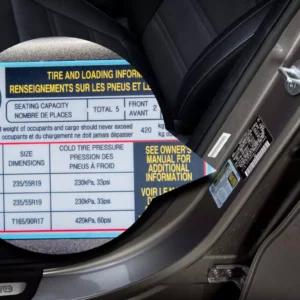 TIRE AND LOADING INFORM
RENSEIGNEMENTS SUR LES PNEUS ET L
SEATING CAPACITY
NOMBRE DE PLACES
TOTAL 5
FRONT
AVANT
2
weight of occupants and cargo should never exceed 420 kg
occupants et du chargement ne doit jamais dépasser
SIZE
DIMENSIONS
COLD TIRE PRESSURE
PRESSION DES
PNEUS À FROID
SEE OWNER'S
MANUAL FOR
ADDITIONAL
INFORMATION
235/55R19 230kPa, 33psi
235/55R19 230kPa, 33psi
T165/90R17 420kPa, 60psi
VOIR LE